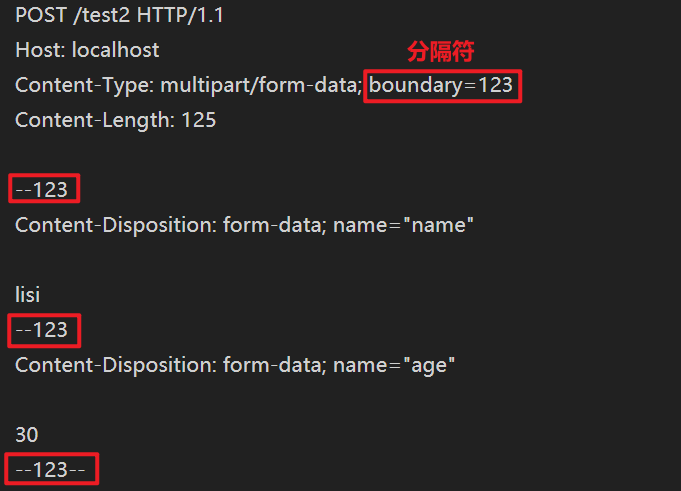 POST /test2 HTTP/1.1
Host: localhost
分隔符
Content-Type: multipart/form-data; boundary=123
Content-Length: 125
--123
Content-Disposition: form-data; name="name"
lisi
--123
Content-Disposition: form-data; name="age"
30
--123--